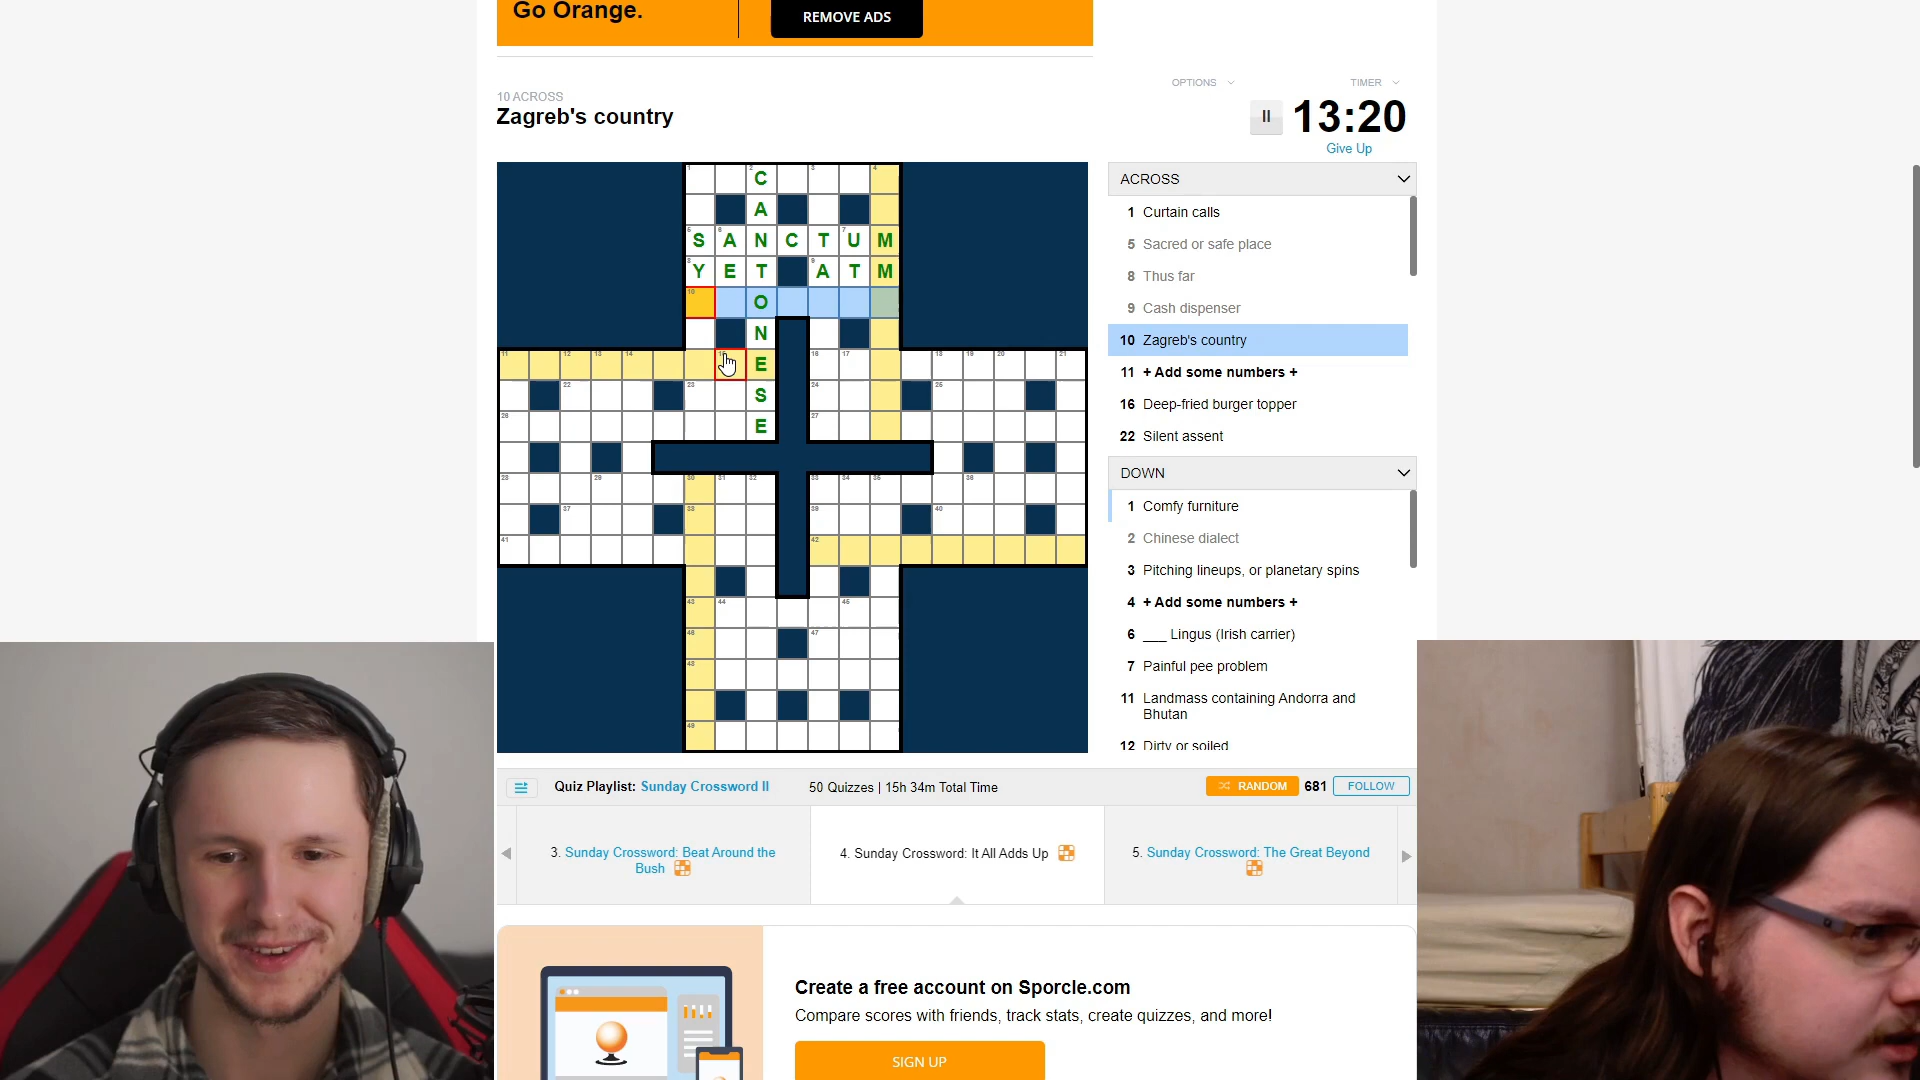 Go Orange.
REMOVE ADS
OPTIONS
TIMER
10 ACROSS
Zagreb's country
13:20
Give Up
C
A
S A N C T U M
Y E T A T M
O
N
E
S
E
ACROSS
1 Curtain calls
5 Sacred or safe place
8 Thus far
9 Cash dispenser
10 Zagreb's country
11 + Add some numbers +
16 Deep-fried burger topper
22 Silent assent
DOWN
1 Comfy furniture
2 Chinese dialect
3 Pitching lineups, or planetary spins
4 + Add some numbers +
6 ___ Lingus (Irish carrier)
7 Painful pee problem
11 Landmass containing Andorra and
Bhutan
12 Dirty or soiled
Quiz Playlist: Sunday Crossword II
50 Quizzes | 15h 34m Total Time
RANDOM
681
FOLLOW
3. Sunday Crossword: Beat Around the
Bush
4. Sunday Crossword: It All Adds Up
5. Sunday Crossword: The Great Beyond
Create a free account on Sporcle.com
Compare scores with friends, track stats, create quizzes, and more!
SIGN UP